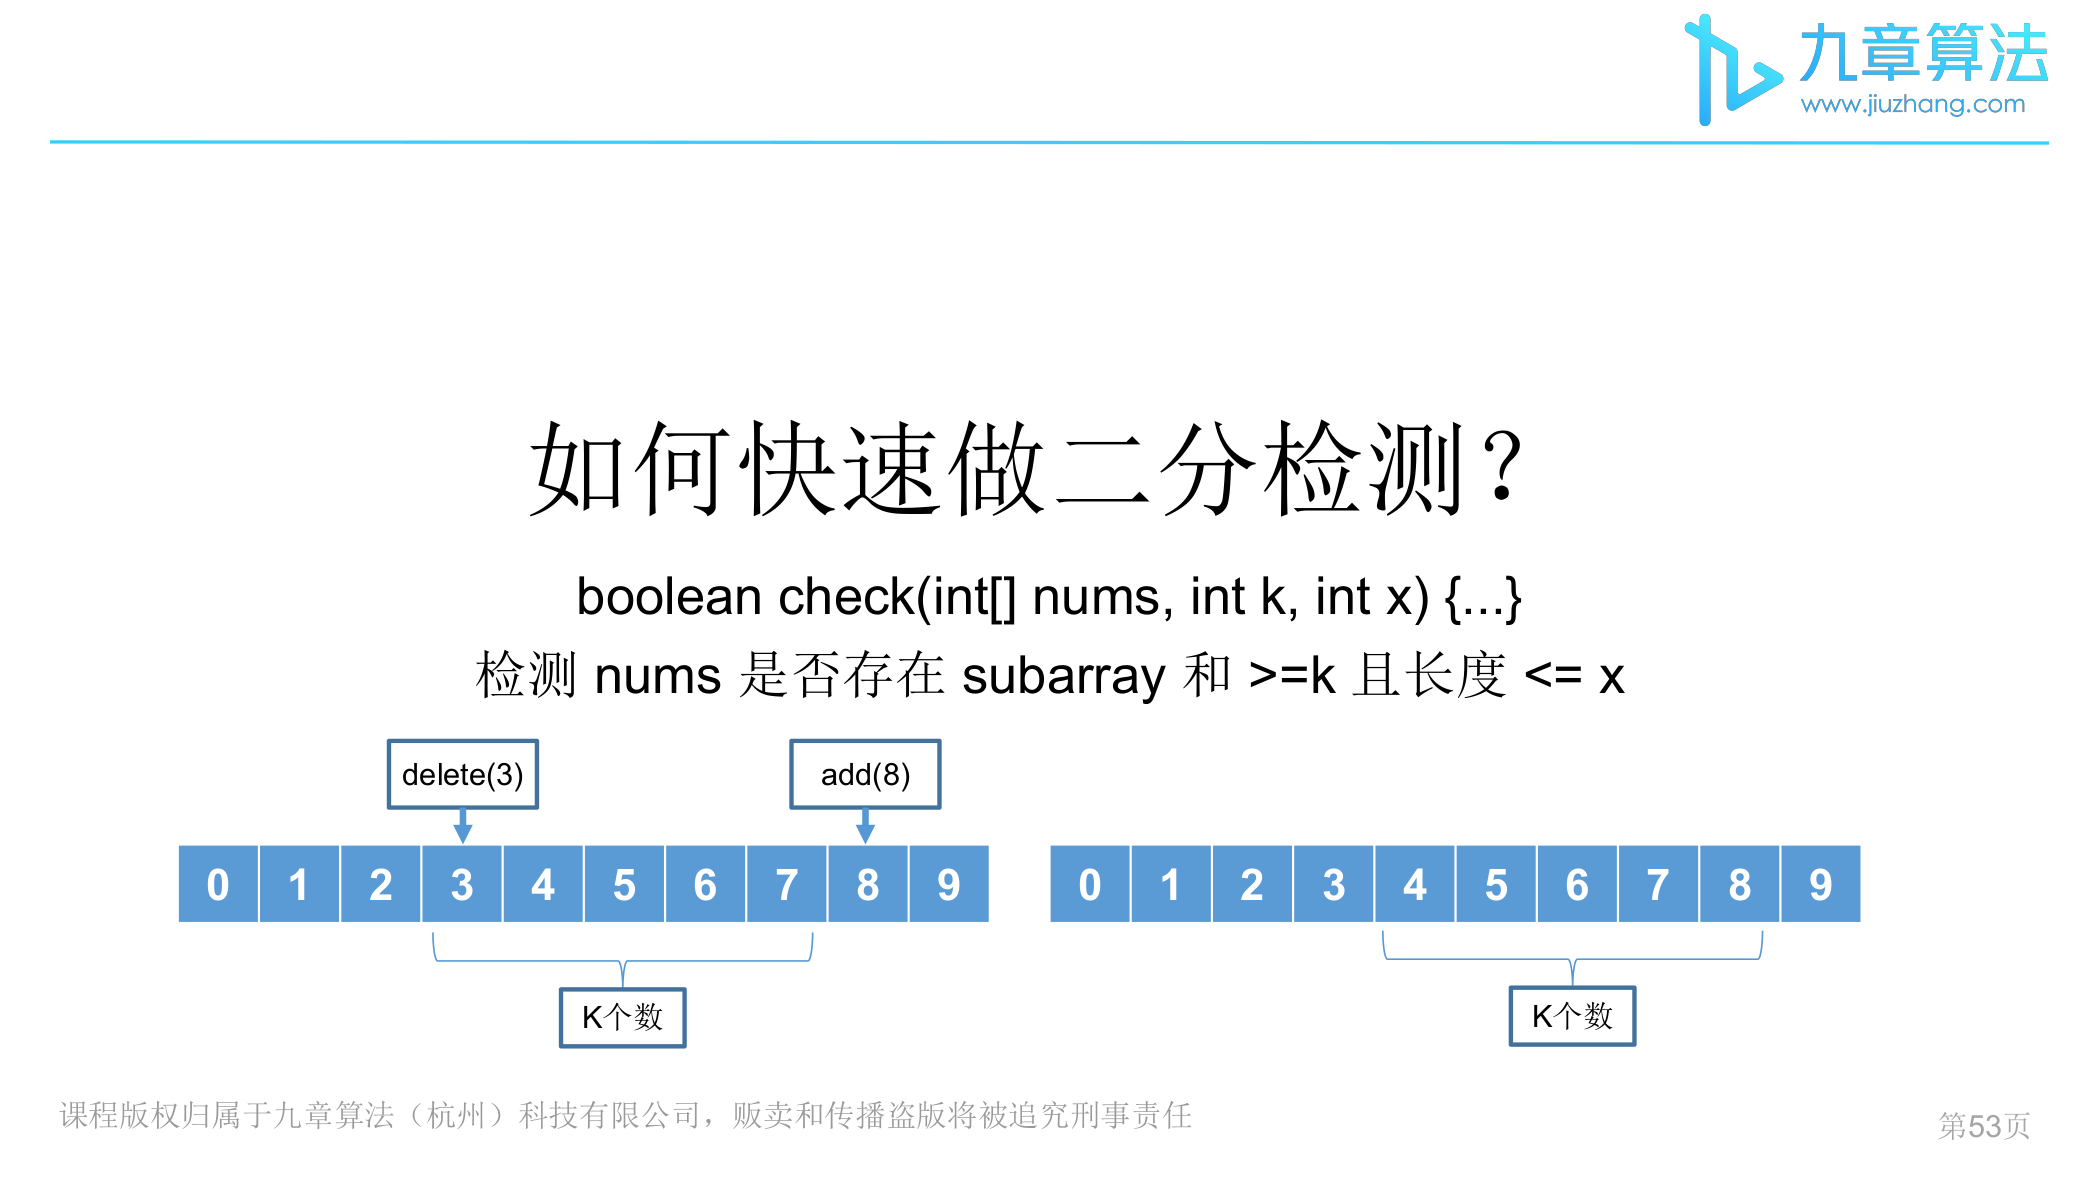 九章算法
www.jiuzhang.com
如何快速做二分检测？
boolean check(int[] nums, int k, int x) {...}
检测 nums 是否存在 subarray 和 >=k 且长度 <= x
delete(3)
add(8)
0 1 2 3 4 5 6 7 8 9
0 1 2 3 4 5 6 7 8 9
K个数
K个数
课程版权归属于九章算法（杭州）科技有限公司，贩卖和传播盗版将被追究刑事责任
第53页